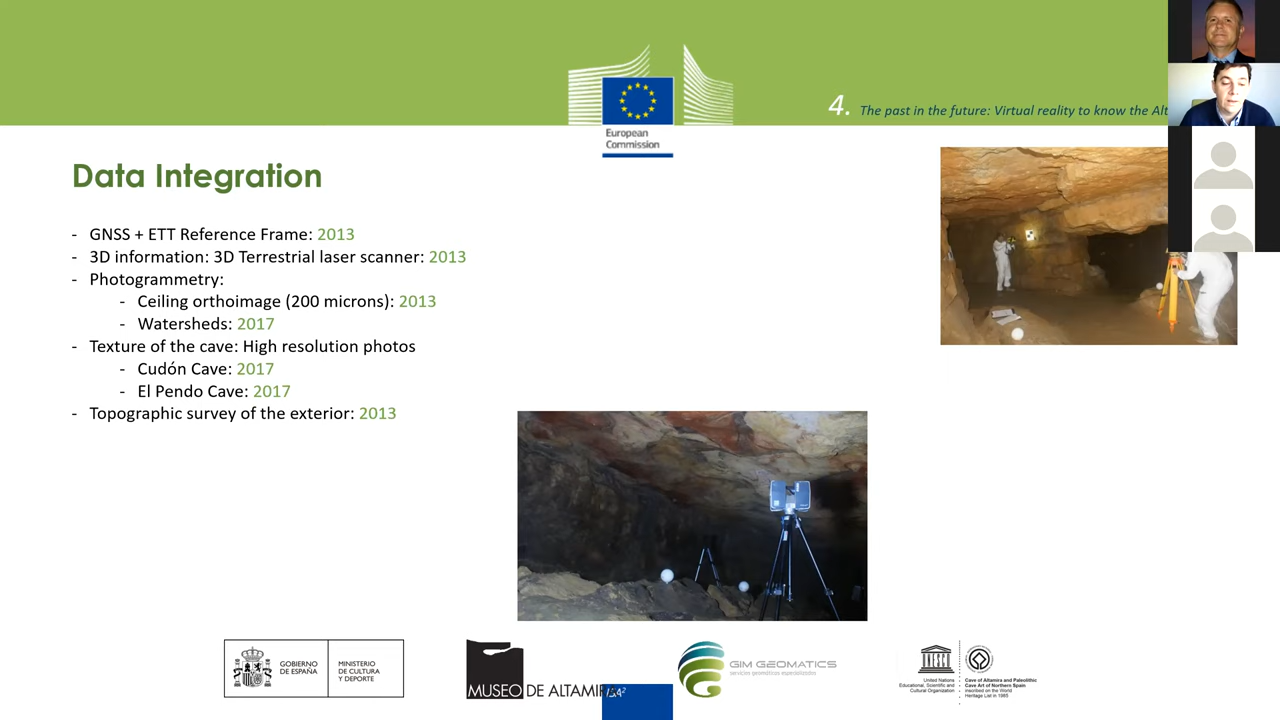 4. The past in the future: Virtual reality to know the Alt
European
Commission
Data Integration
- GNSS + ETT Reference Frame: 2013
- 3D information: 3D Terrestrial laser scanner: 2013
- Photogrammetry:
- Ceiling orthoimage (200 microns): 2013
- Watersheds: 2017
- Texture of the cave: High resolution photos
- Cudón Cave: 2017
- El Pendo Cave: 2017
- Topographic survey of the exterior: 2013
GOBIERNO
DE ESPAÑA
MINISTERIO
DE CULTURA
Y DEPORTE
MUSEO DE ALTAMIRA
GIM GEOMATICS
servicios geomáticos especializados
UNESCO
United Nations
Educational, Scientific and
Cultural Organization
Cave of Altamira and Paleolithic
Cave Art of Northern Spain
inscribed on the World
Heritage List in 1985